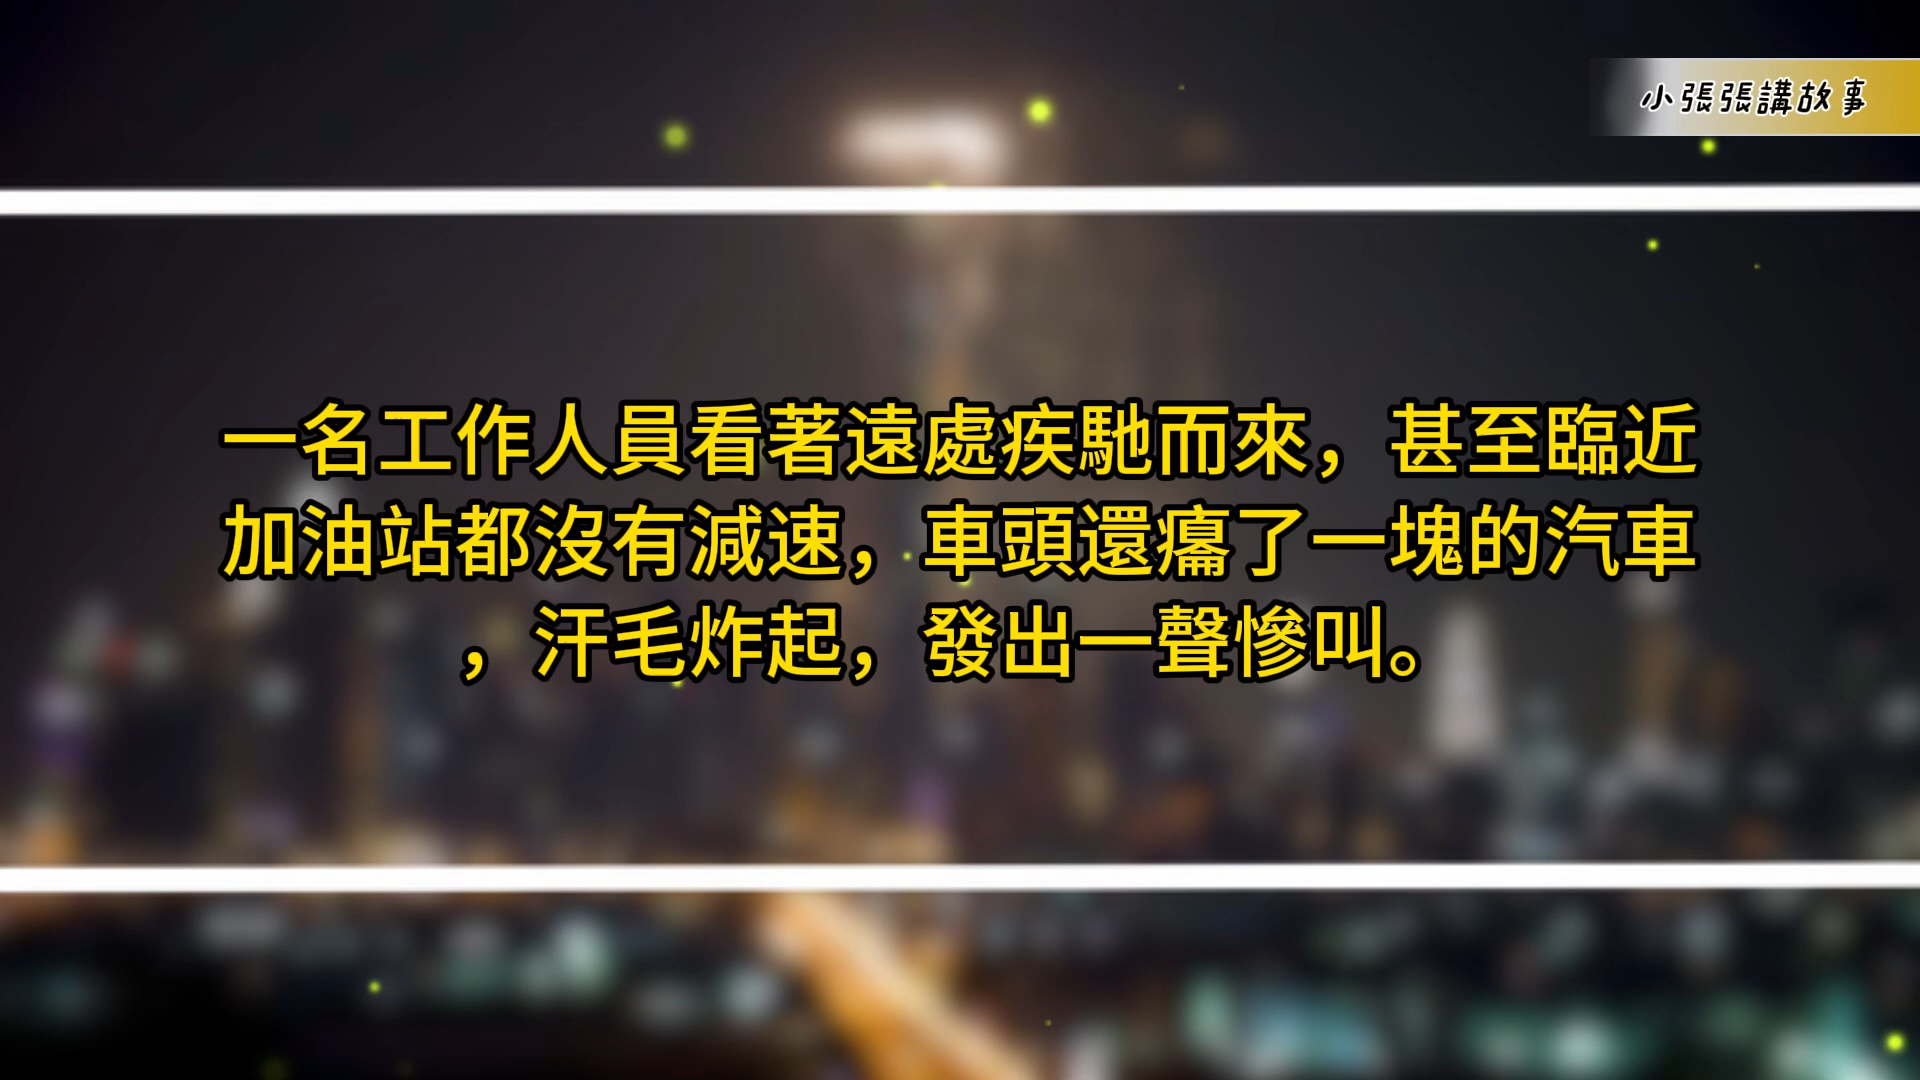 小張張講故事
一名工作人員看著遠處疾馳而來，甚至臨近
加油站都沒有減速，車頭還癟了一塊的汽車
，汗毛炸起，發出一聲慘叫。